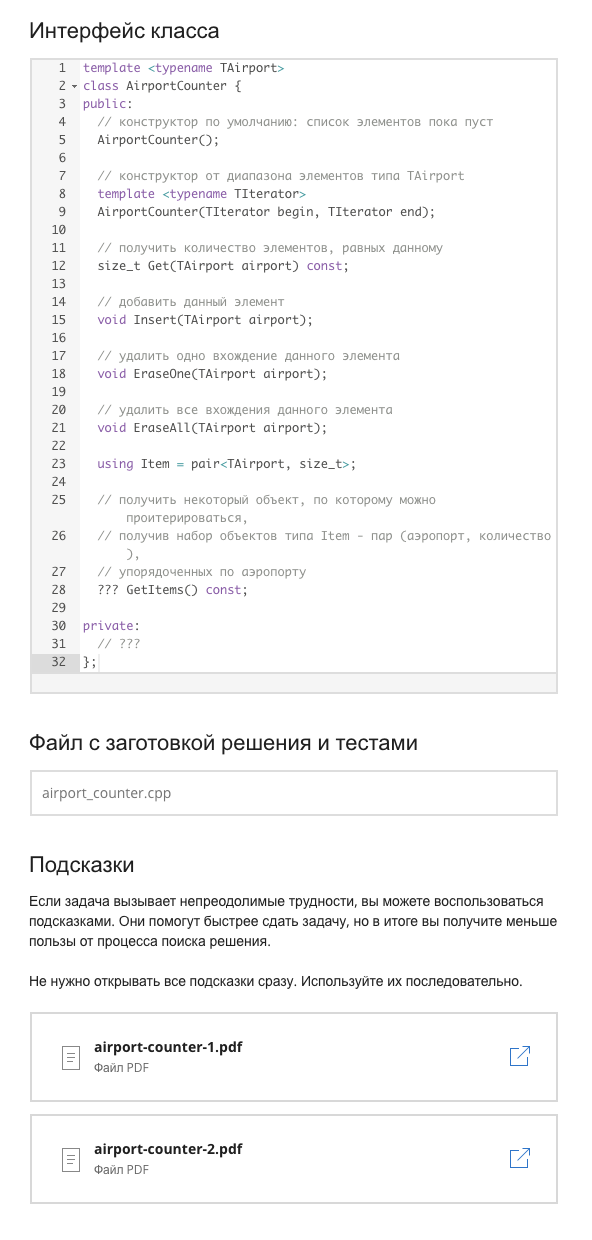 Интерфейс класса
1 template <typename TAirport>
2 class AirportCounter {
3 public:
4 // конструктор по умолчанию: список элементов пока пуст
5 AirportCounter();
6
7 // конструктор от диапазона элементов типа TAirport
8 template <typename TIterator>
9 AirportCounter(TIterator begin, TIterator end);
10
11 // получить количество элементов, равных данному
12 size_t Get(TAirport airport) const;
13
14 // добавить данный элемент
15 void Insert(TAirport airport);
16
17 // удалить одно вхождение данного элемента
18 void EraseOne(TAirport airport);
19
20 // удалить все вхождения данного элемента
21 void EraseAll(TAirport airport);
22
23 using Item = pair<TAirport, size_t>;
24
25 // получить некоторый объект, по которому можно
проитерироваться,
26 // получив набор объектов типа Item - пар (аэропорт, количество
),
27 // упорядоченных по аэропорту
28 ??? GetItems() const;
29
30 private:
31 // ???
32 };
Файл с заготовкой решения и тестами
airport_counter.cpp
Подсказки
Если задача вызывает непреодолимые трудности, вы можете воспользоваться
подсказками. Они помогут быстрее сдать задачу, но в итоге вы получите меньше
пользы от процесса поиска решения.
Не нужно открывать все подсказки сразу. Используйте их последовательно.
airport-counter-1.pdf
Файл PDF
airport-counter-2.pdf
Файл PDF